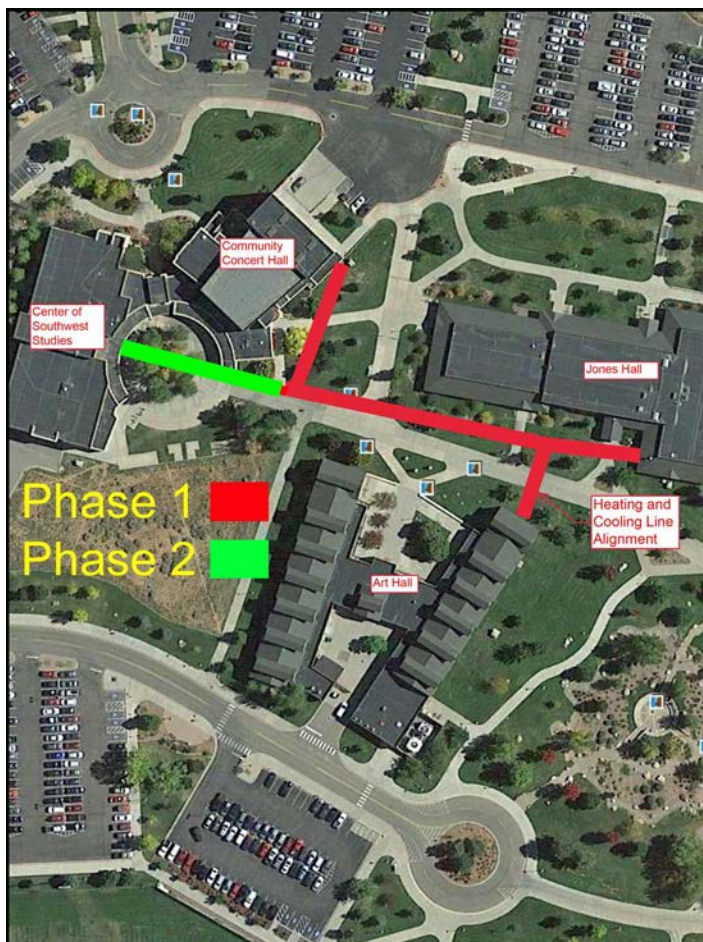 Community
Concert Hall
Center of
Southwest
Studies
Jones Hall
Phase 1
Phase 2
Heating and
Cooling Line
Alignment
Art Hall